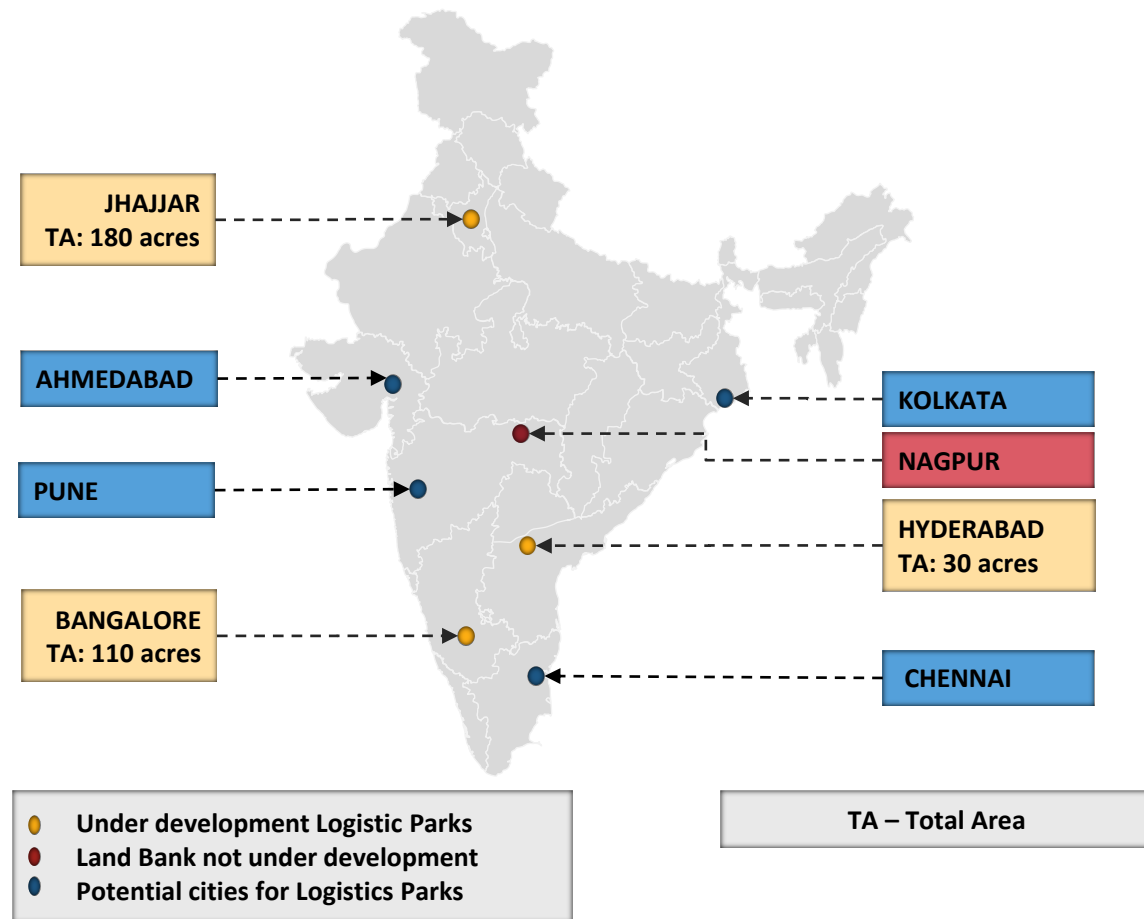 JHAJJAR
TA: 180 acres
AHMEDABAD
PUNE
BANGALORE
TA: 110 acres
KOLKATA
NAGPUR
HYDERABAD
TA: 30 acres
CHENNAI
Under development Logistic Parks
Land Bank not under development
Potential cities for Logistics Parks
TA – Total Area